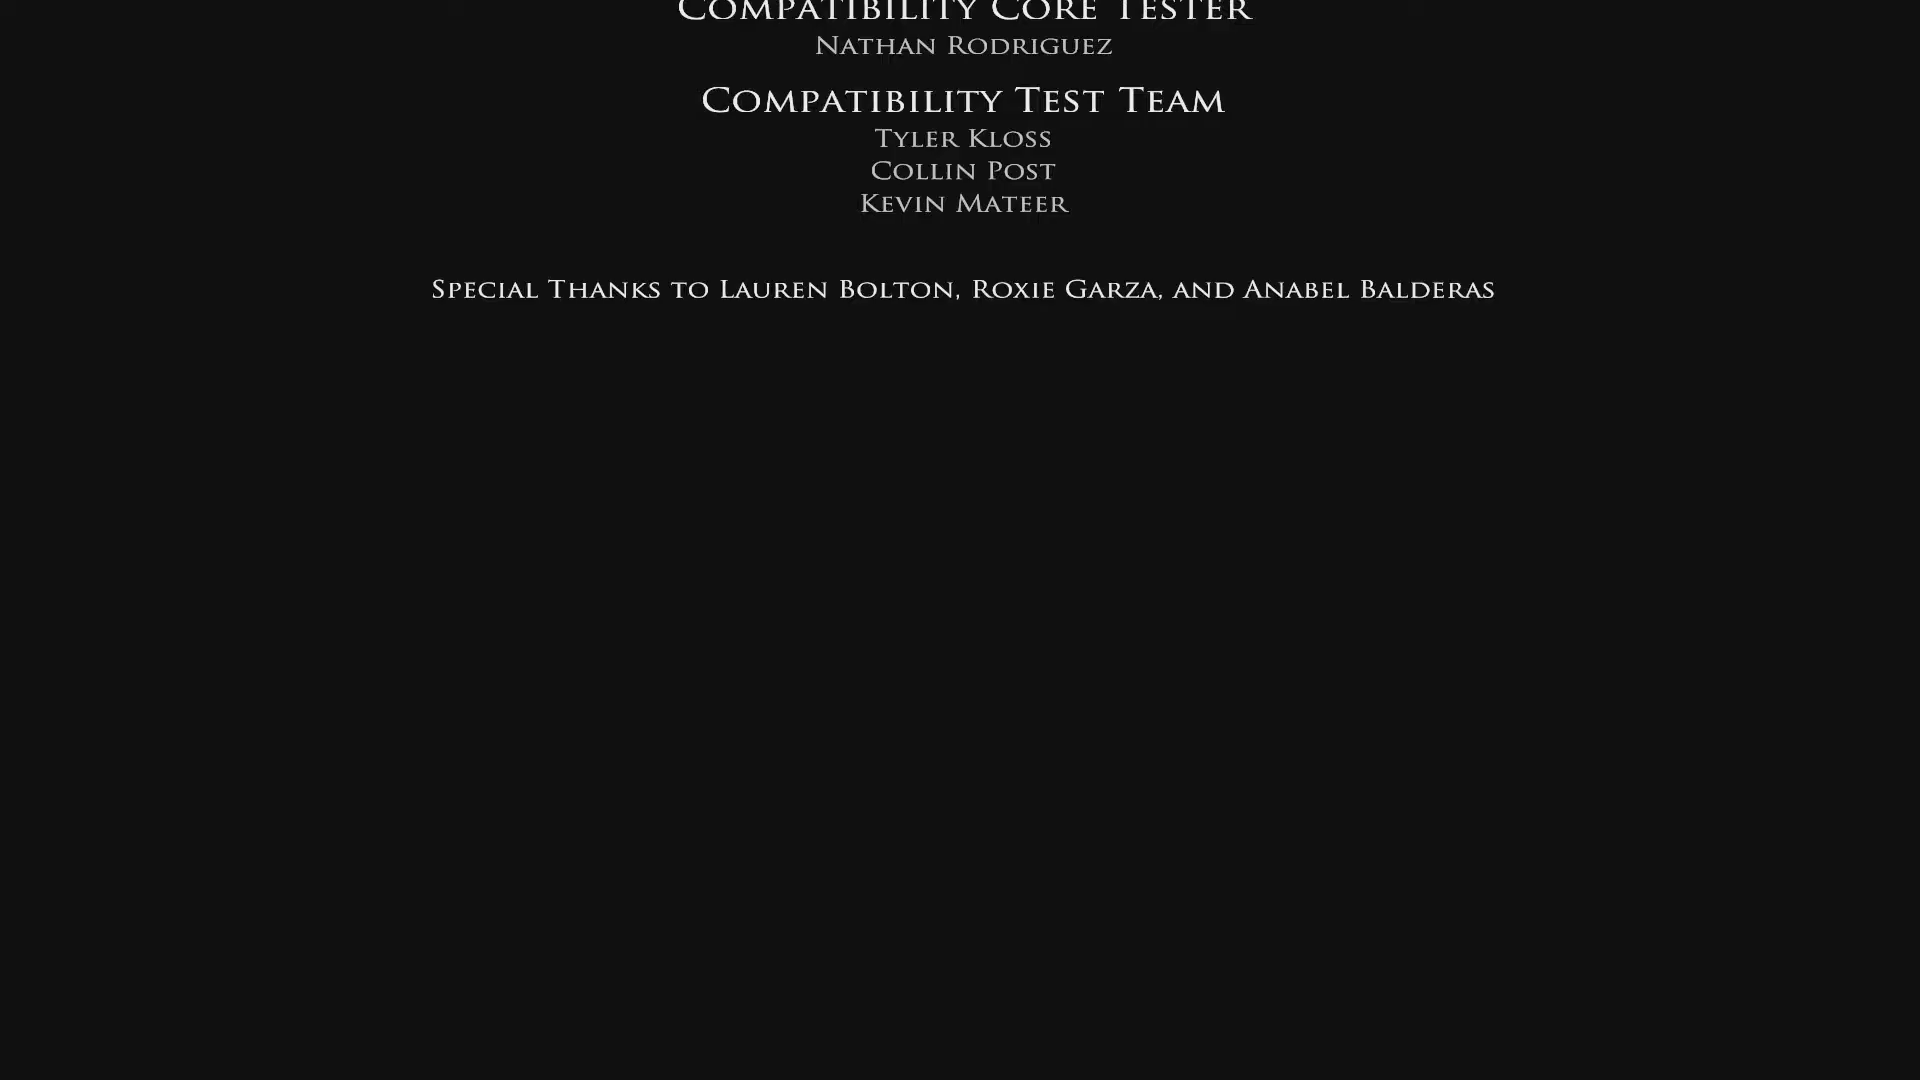 Compatibility Core Tester
Nathan Rodriguez
Compatibility Test Team
Tyler Kloss
Collin Post
Kevin Mateer
Special Thanks to Lauren Bolton, Roxie Garza, and Anabel Balderas